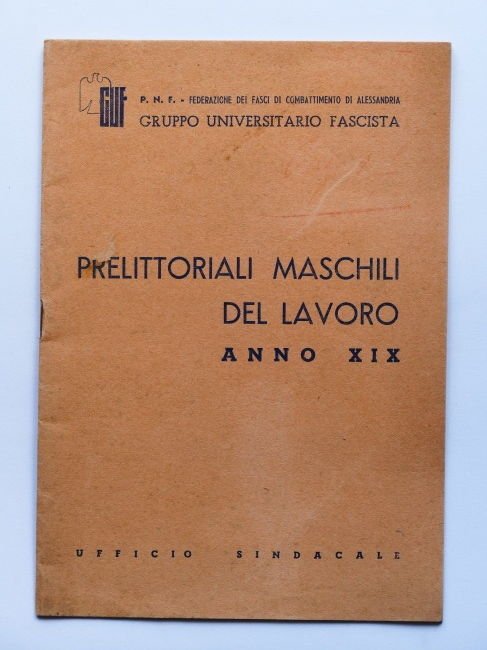 GUF
P. N. F. - FEDERAZIONE DEI FASCI DI COMBATTIMENTO DI ALESSANDRIA
GRUPPO UNIVERSITARIO FASCISTA
PRELITTORIALI MASCHILI
DEL LAVORO
ANNO XIX
UFFICIO SINDACALE